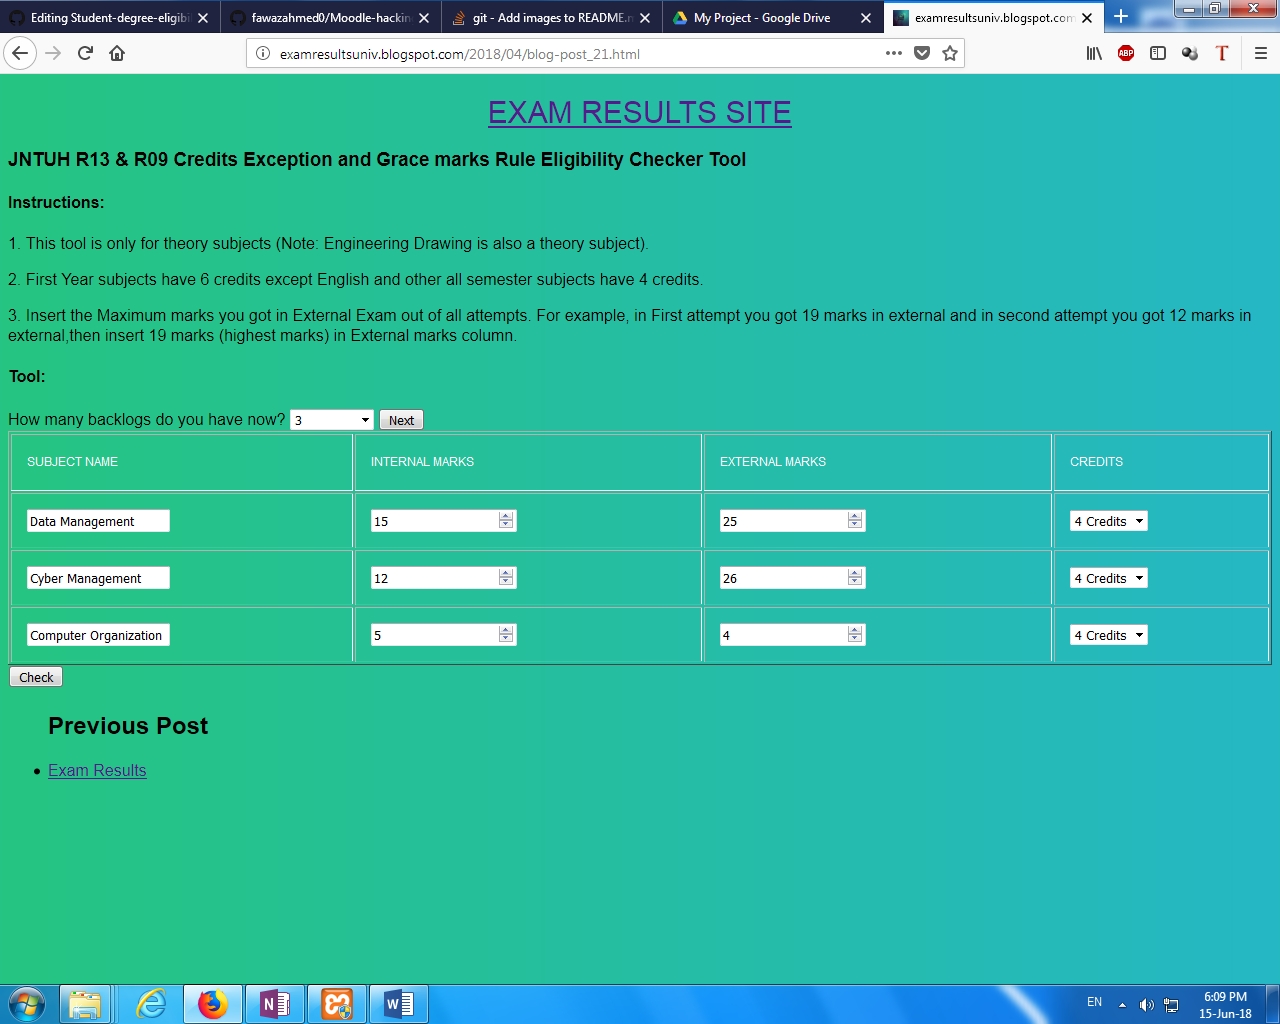 Editing Student-degree-eligibil
fawazahmed0/Moodle-hackin
git - Add images to README.m
My Project - Google Drive
examresultsuniv.blogspot.com
examresultsuniv.blogspot.com/2018/04/blog-post_21.html
ABP
T
EXAM RESULTS SITE
JNTUH R13 & R09 Credits Exception and Grace marks Rule Eligibility Checker Tool
Instructions:
1. This tool is only for theory subjects (Note: Engineering Drawing is also a theory subject).
2. First Year subjects have 6 credits except English and other all semester subjects have 4 credits.
3. Insert the Maximum marks you got in External Exam out of all attempts. For example, in First attempt you got 19 marks in external and in second attempt you got 12 marks in
external,then insert 19 marks (highest marks) in External marks column.
Tool:
How many backlogs do you have now? 3 Next
SUBJECT NAME INTERNAL MARKS EXTERNAL MARKS CREDITS
Data Management 15 25 4 Credits
Cyber Management 12 26 4 Credits
Computer Organization 5 4 4 Credits
Check
Previous Post
Exam Results
EN
6:09 PM
15-Jun-18